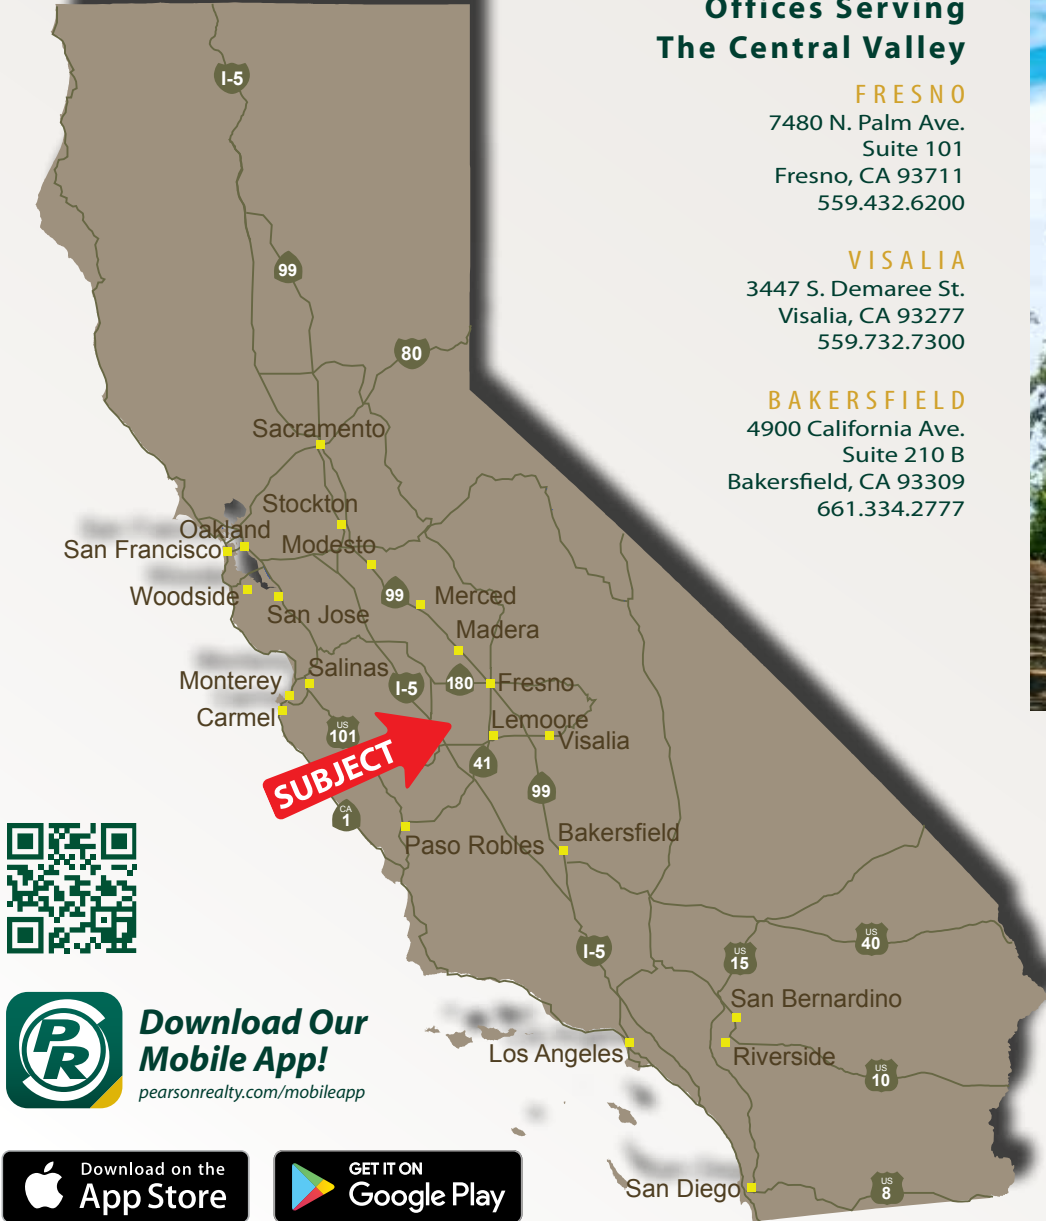 Offices Serving
The Central Valley
FRESNO
7480 N. Palm Ave.
Suite 101
Fresno, CA 93711
559.432.6200
VISALIA
3447 S. Demaree St.
Visalia, CA 93277
559.732.7300
BAKERSFIELD
4900 California Ave.
Suite 210 B
Bakersfield, CA 93309
661.334.2777
I-5
99
80
Sacramento
Stockton
Oakland
San Francisco
Modesto
Woodside
99
Merced
San Jose
Madera
Salinas
Monterey
I-5
180
Fresno
Carmel
US
101
Lemoore
Visalia
SUBJECT
41
99
CA
1
Paso Robles
Bakersfield
I-5
US
15
US
40
San Bernardino
Los Angeles
Riverside
US
10
San Diego
US
8
PR
Download Our
Mobile App!
pearsonrealty.com/mobileapp
Download on the
App Store
GET IT ON
Google Play